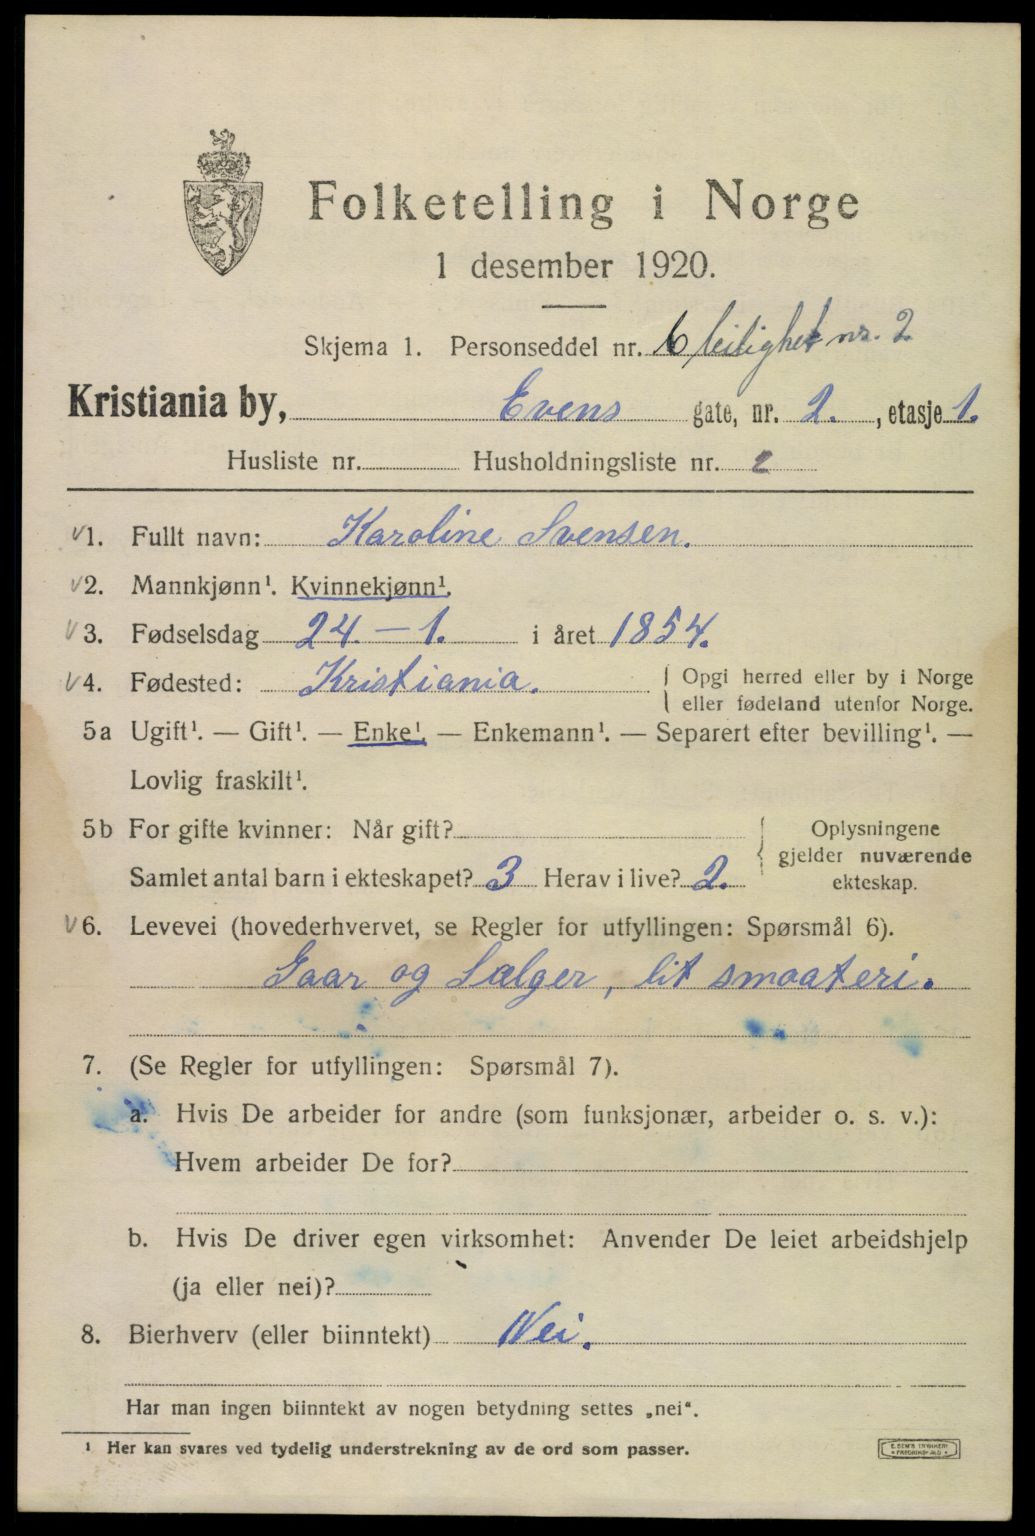 Folketelling i Norge
1 desember 1920.
Skjema 1. Personseddel nr. 6 leilighet nr. 2.
Kristiania by, Evens gate, nr. 2. , etasje 1.
Husliste nr. Husholdningsliste nr. 2
√1. Fullt navn: Karoline Svensen.
√2. Mannkjønn¹. Kvinnekjønn¹.
√3. Fødselsdag 24. – 1. i året 1854.
√4. Fødested: Kristiania. { Opgi herred eller by i Norge
eller fødeland utenfor Norge.
5a Ugift¹. — Gift¹. — Enke¹. — Enkemann¹. — Separert efter bevilling¹. —
Lovlig fraskilt¹.
5b For gifte kvinner: Når gift? { Oplysningene
gjelder nuværende
Samlet antal barn i ekteskapet? 3 Herav i live? 2. ekteskap.
√6. Levevei (hovederhvervet, se Regler for utfyllingen: Spørsmål 6).
Gaar og Sælger, lit smaateri.
7. (Se Regler for utfyllingen: Spørsmål 7).
a. Hvis De arbeider for andre (som funksjonær, arbeider o. s. v.):
Hvem arbeider De for?
b. Hvis De driver egen virksomhet: Anvender De leiet arbeidshjelp
(ja eller nei)?
8. Bierhverv (eller biinntekt) Nei.
Har man ingen biinntekt av nogen betydning settes „nei“.
¹ Her kan svares ved tydelig understrekning av de ord som passer.